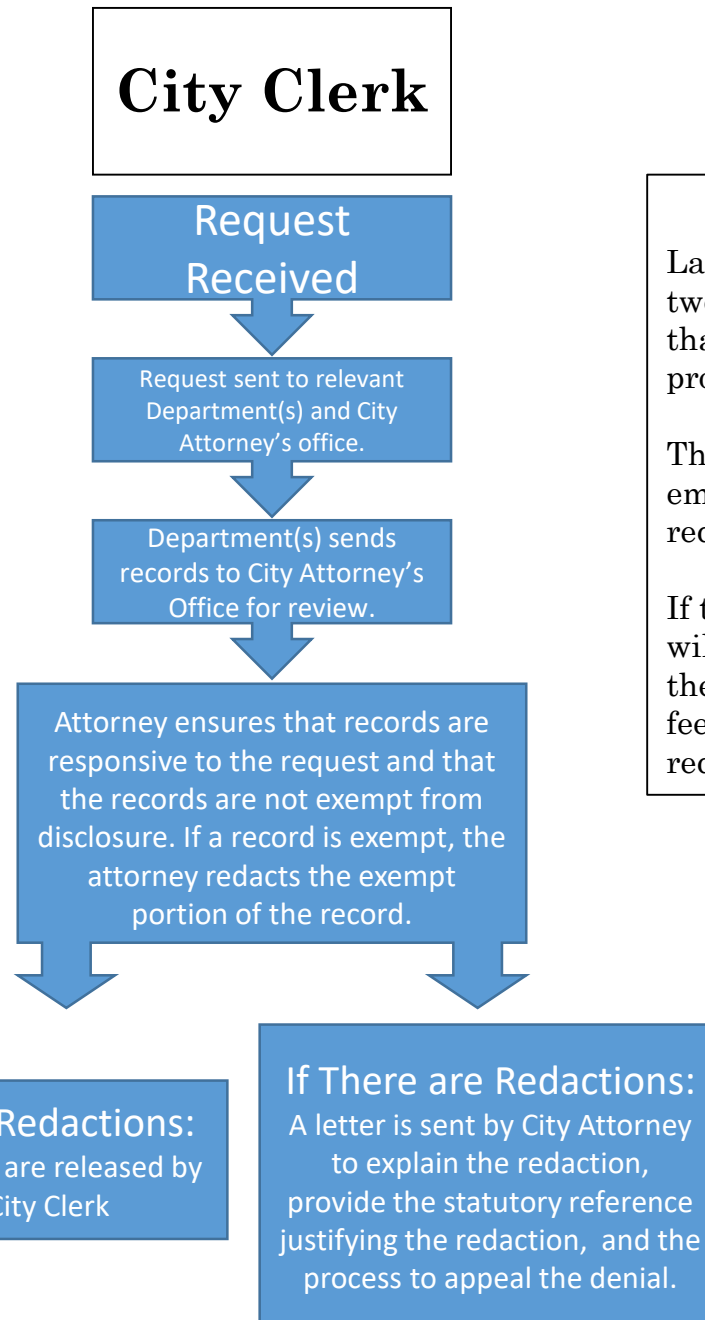 City Clerk
Request
Received
Request sent to relevant
Department(s) and City
Attorney's office.
Department(s) sends
records to City Attorney's
Office for review.
Attorney ensures that records are
responsive to the request and that
the records are not exempt from
disclosure. If a record is exempt, the
attorney redacts the exempt
portion of the record.
Redactions:
are released by
City Clerk
If There are Redactions:
A letter is sent by City Attorney
to explain the redaction,
provide the statutory reference
justifying the redaction, and the
process to appeal the denial.
If